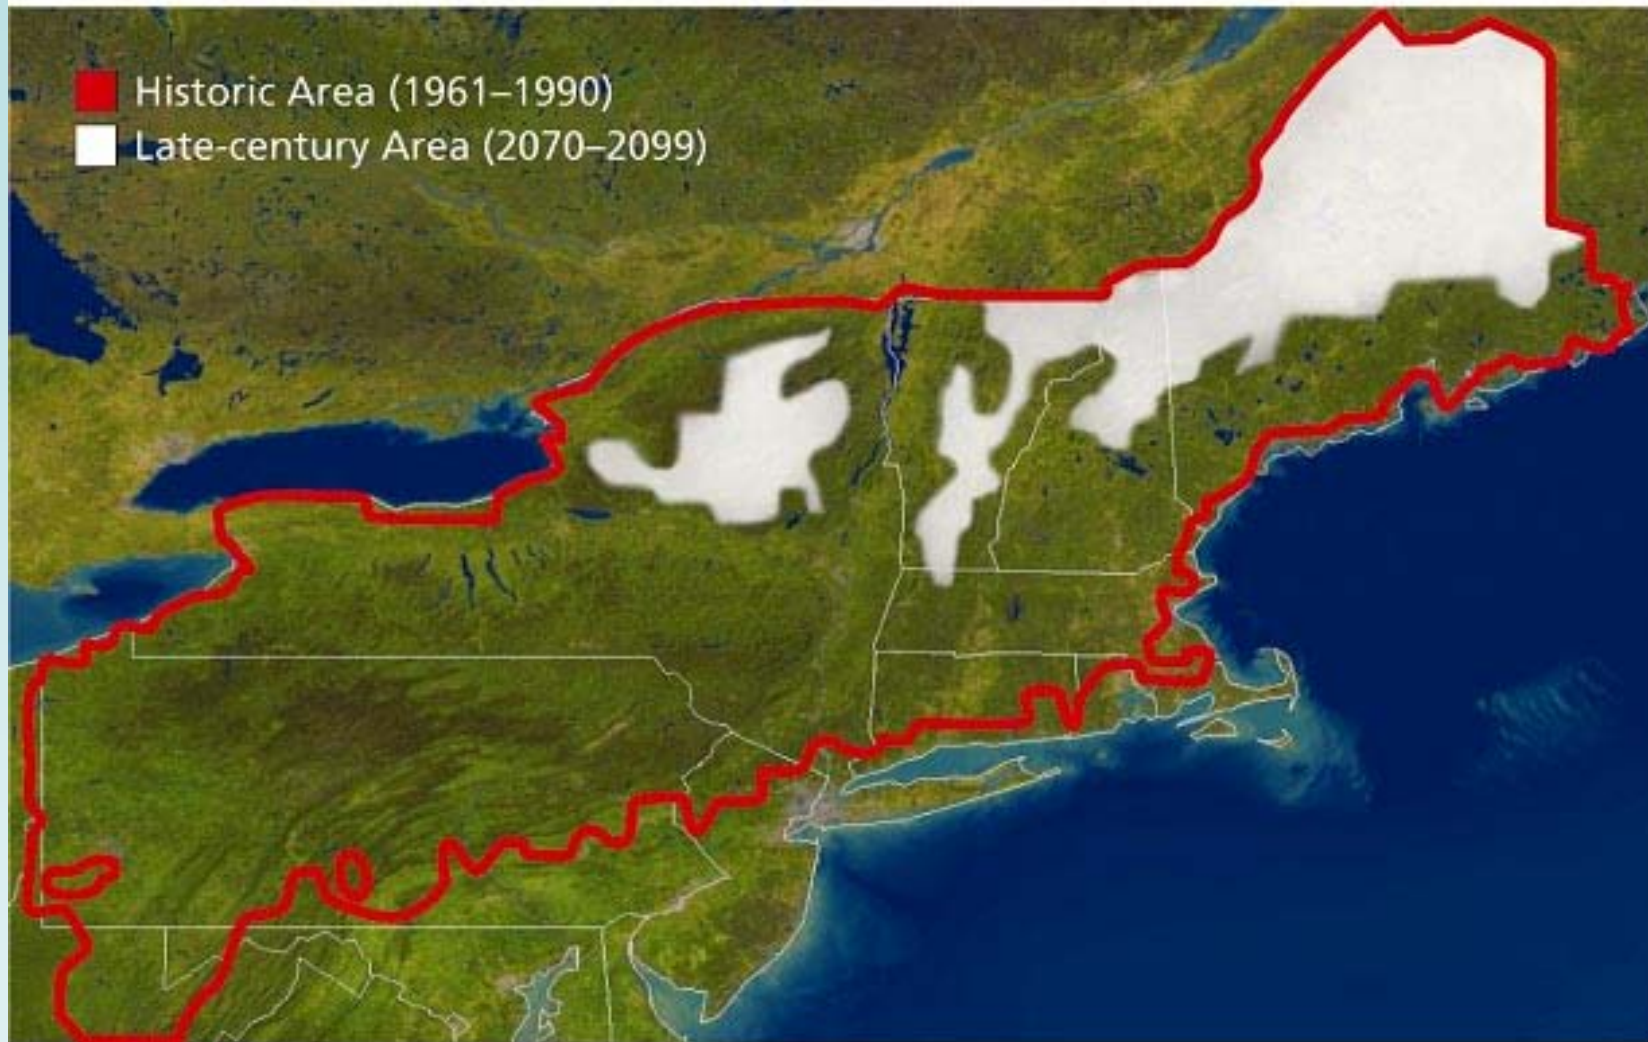 Historic Area (1961–1990)
Late-century Area (2070–2099)